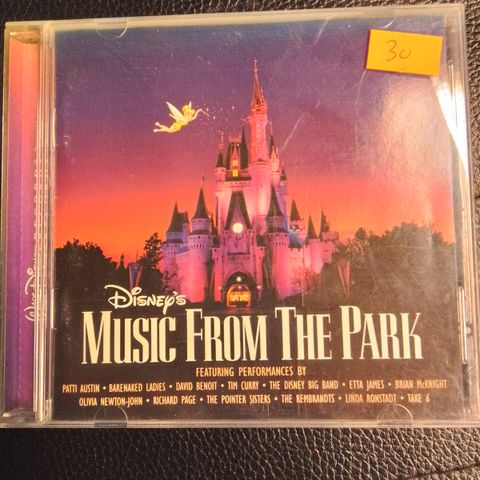 30
Disney's
MUSIC FROM THE PARK
FEATURING PERFORMANCES BY
PATTI AUSTIN • BARENAKED LADIES • DAVID BENOIT • TIM CURRY • THE DISNEY BIG BAND • ETTA JAMES • BRIAN MCKNIGHT
OLIVIA NEWTON-JOHN • RICHARD PAGE • THE POINTER SISTERS • THE REMBRANDTS • LINDA RONSTADT • TAKE 6